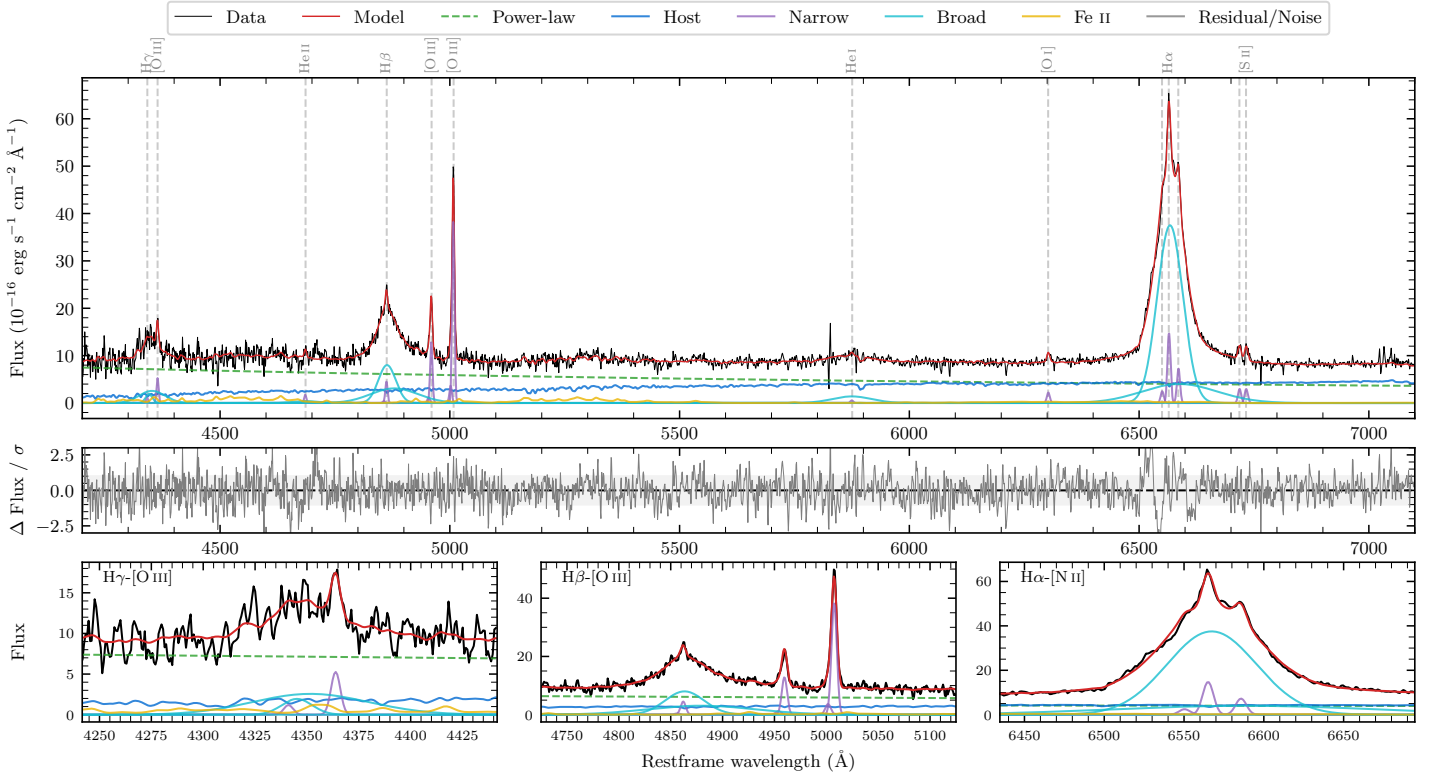 Data Model Power-law Host Narrow Broad Fe II Residual/Noise
Hγ [O III] He II Hβ [O III] [O III] He I [O I] Hα [S II]
Flux (10⁻¹⁶ erg s⁻¹ cm⁻² Å⁻¹)
60
50
40
30
20
10
0
4500 5000 5500 6000 6500 7000
Δ Flux / σ
2.5
0.0
−2.5
4500 5000 5500 6000 6500 7000
Flux
Hγ-[O III]
15
10
5
0
4250 4275 4300 4325 4350 4375 4400 4425
Hβ-[O III]
40
20
0
4750 4800 4850 4900 4950 5000 5050 5100
Hα-[N II]
60
40
20
0
6450 6500 6550 6600 6650
Restframe wavelength (Å)